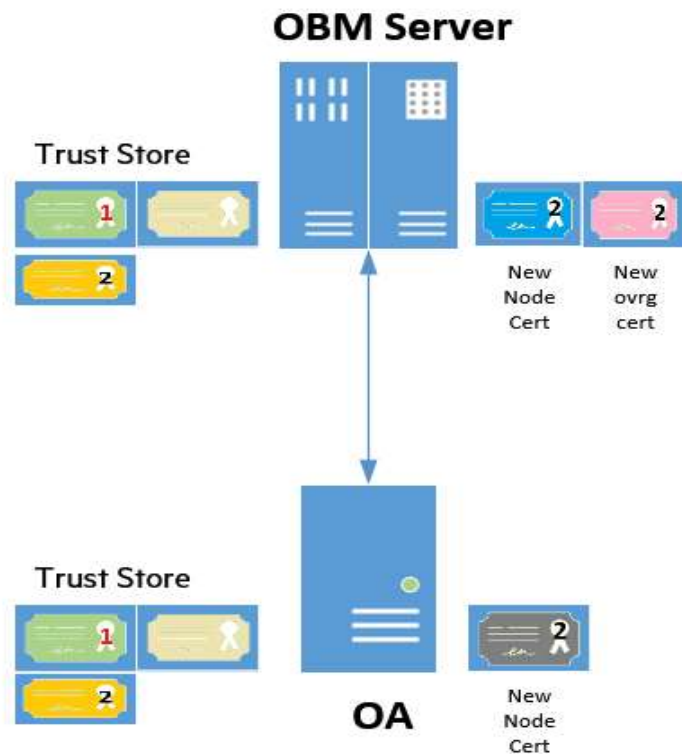 OBM Server
Trust Store
1
2
2
2
New
Node
Cert
New
ovrg
cert
Trust Store
1
2
2
OA
New
Node
Cert